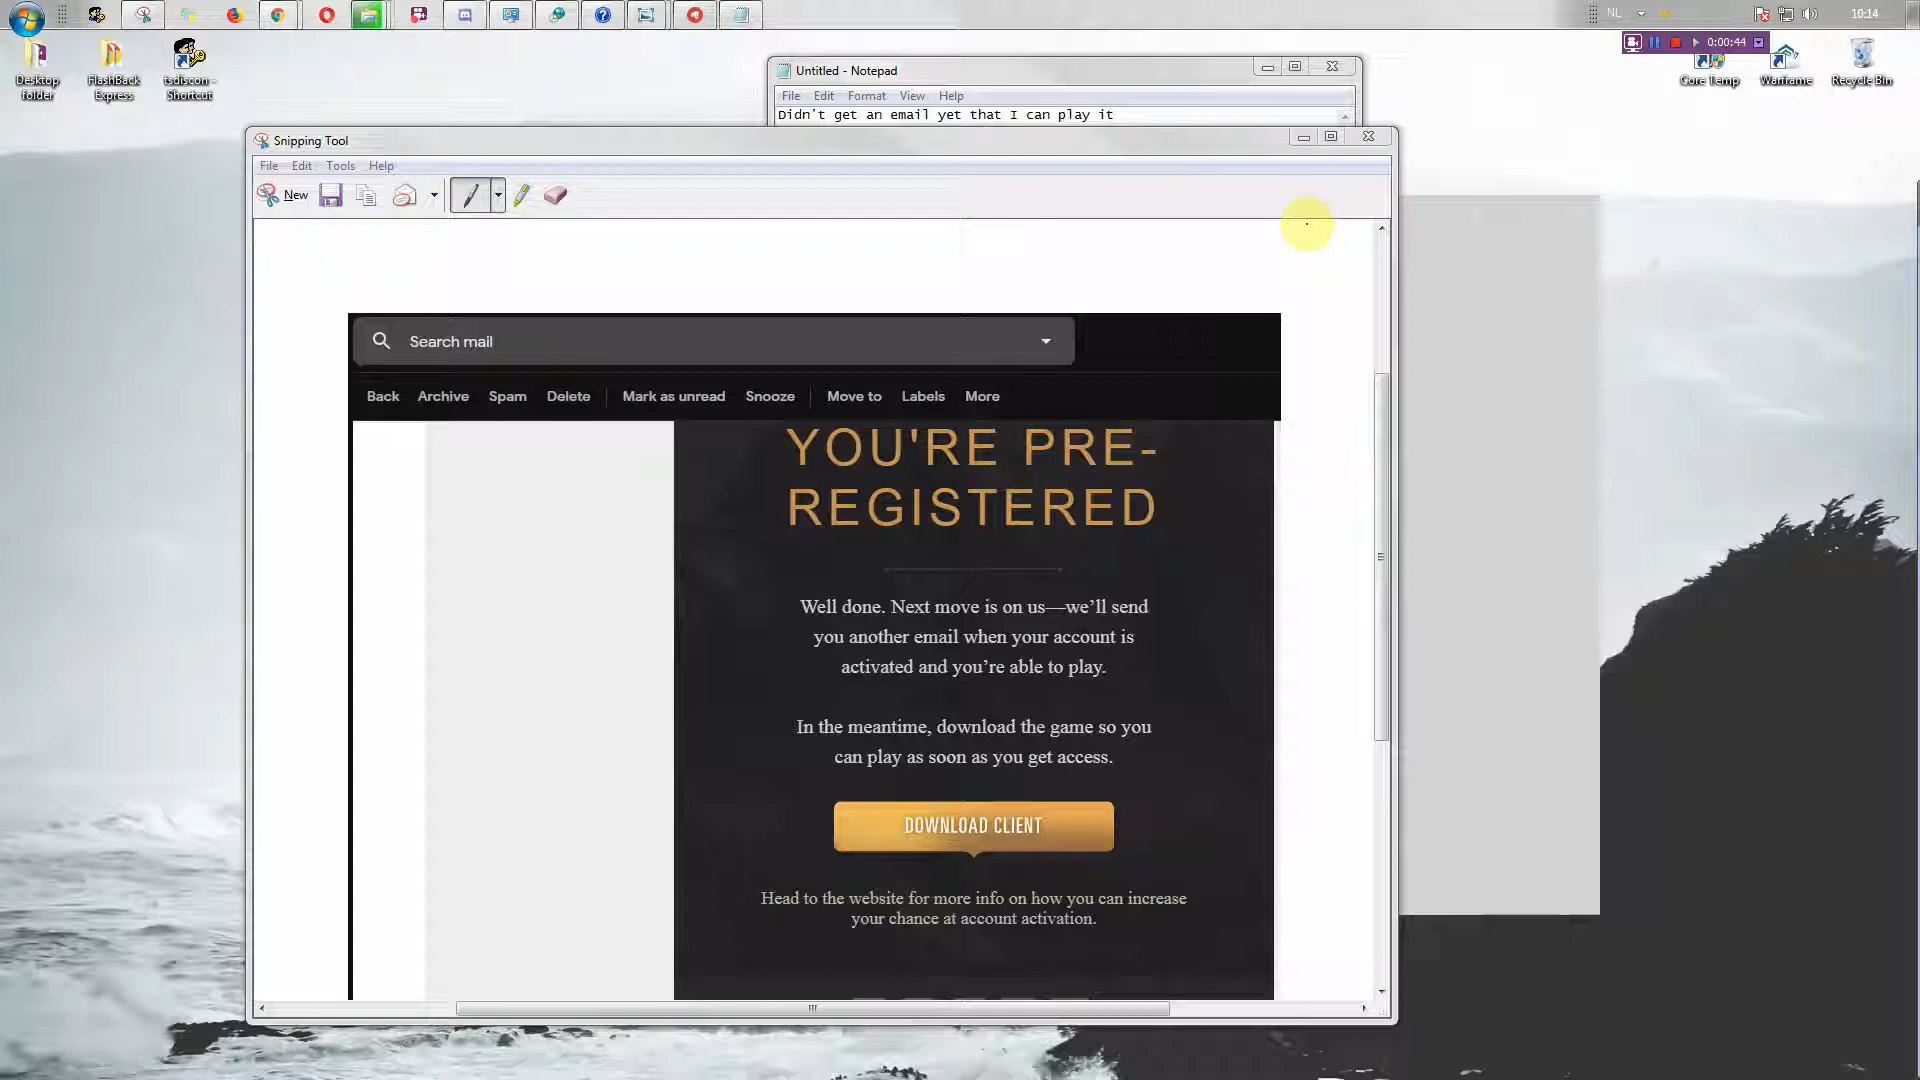 NL
10:14
0:00:44
Desktop folder
FlashBack Express
tsdiscon - Shortcut
Core Temp
Warframe
Recycle Bin
Untitled - Notepad
File Edit Format View Help
Didn't get an email yet that I can play it
Snipping Tool
File Edit Tools Help
New
Search mail
Back Archive Spam Delete Mark as unread Snooze Move to Labels More
YOU'RE PRE-
REGISTERED
Well done. Next move is on us—we'll send
you another email when your account is
activated and you're able to play.
In the meantime, download the game so you
can play as soon as you get access.
DOWNLOAD CLIENT
Head to the website for more info on how you can increase
your chance at account activation.